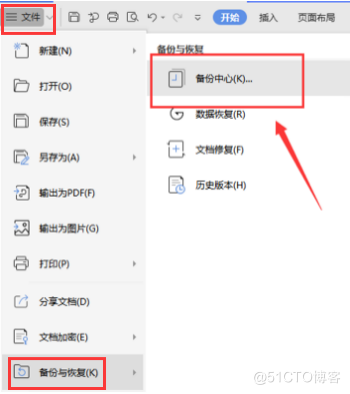 文件
开始
插入
页面布局
新建(N)
打开(O)
保存(S)
另存为(A)
输出为PDF(F)
输出为图片(G)
打印(P)
分享文档(D)
文档加密(E)
备份与恢复(K)
备份与恢复
备份中心(K)...
数据恢复(R)
文档修复(F)
历史版本(H)
@51CTO博客